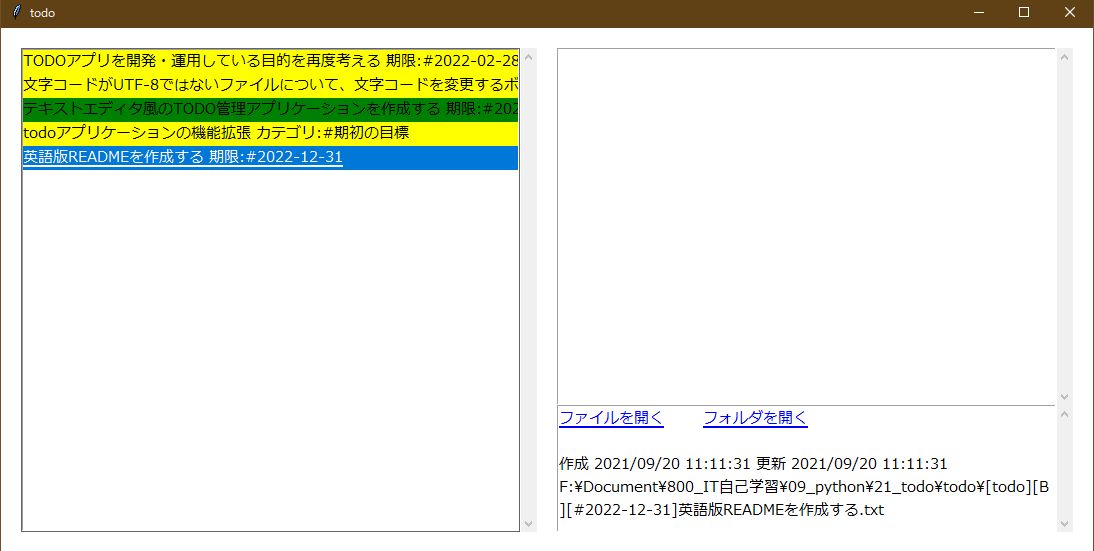 todo
TODOアプリを開発・運用している目的を再度考える 期限:#2022-02-28
文字コードがUTF-8ではないファイルについて、文字コードを変更するボ
テキストエディタ風のTODO管理アプリケーションを作成する 期限:#202
todoアプリケーションの機能拡張 カテゴリ:#期初の目標
英語版READMEを作成する 期限:#2022-12-31
ファイルを開く フォルダを開く
作成 2021/09/20 11:11:31 更新 2021/09/20 11:11:31
F:¥Document¥800_IT自己学習¥09_python¥21_todo¥todo¥[todo][B
][#2022-12-31]英語版READMEを作成する.txt